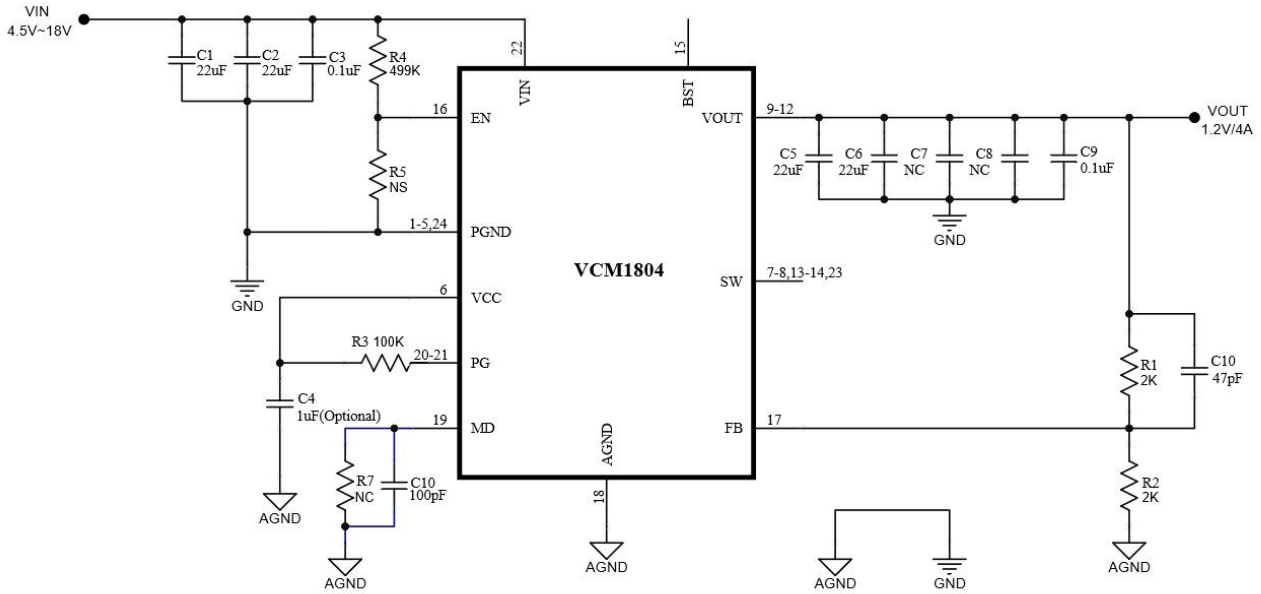 VIN
4.5V~18V
C1
22uF
C2
22uF
C3
0.1uF
R4
499K
22
VIN
15
BST
16
EN
VOUT
9-12
VOUT
1.2V/4A
C5
22uF
C6
22uF
C7
NC
C8
NC
C9
0.1uF
R5
NS
1-5,24
PGND
GND
GND
VCM1804
SW
7-8,13-14,23
6
VCC
R3 100K
20-21
PG
C4
1uF(Optional)
R1
2K
C10
47pF
19
MD
FB
17
R7
NC
C10
100pF
AGND
18
R2
2K
AGND
AGND
AGND
AGND
GND
AGND